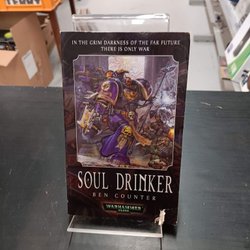 IN THE GRIM DARKNESS OF THE FAR FUTURE
THERE IS ONLY WAR
SOUL DRINKER
BEN COUNTER
WARHAMMER